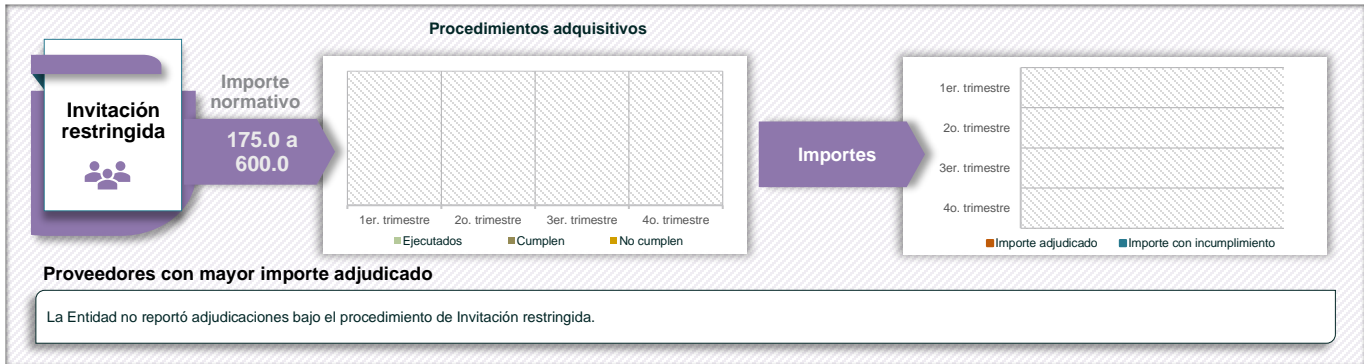 Procedimientos adquisitivos
Invitación
restringida
Importe
normativo
175.0 a
600.0
1er. trimestre 2o. trimestre 3er. trimestre 4o. trimestre
Ejecutados Cumplen No cumplen
Importes
1er. trimestre
2o. trimestre
3er. trimestre
4o. trimestre
Importe adjudicado Importe con incumplimiento
Proveedores con mayor importe adjudicado
La Entidad no reportó adjudicaciones bajo el procedimiento de Invitación restringida.